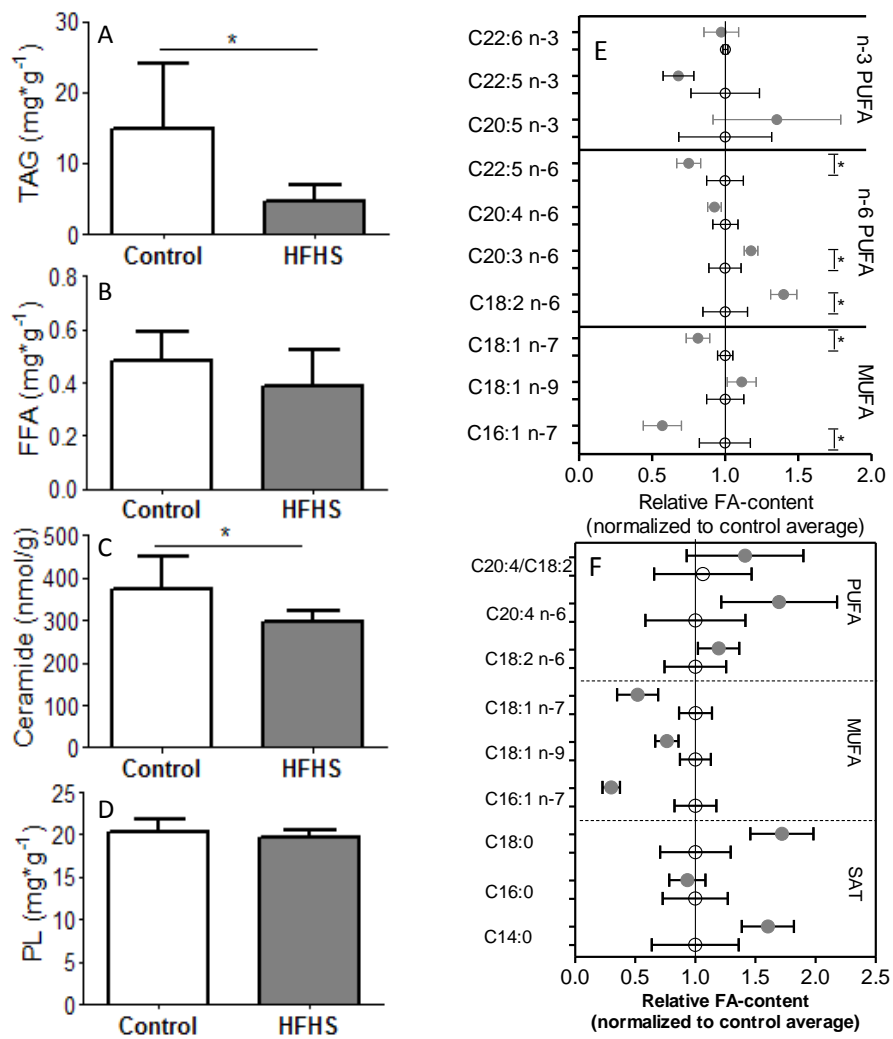 A
TAG (mg*g-1)
30
20
10
0
*
Control HFHS
B
FFA (mg*g-1)
0.8
0.6
0.4
0.2
0.0
Control HFHS
C
Ceramide (nmol/g)
500
400
300
200
100
0
*
Control HFHS
D
PL (mg*g-1)
25
20
15
10
5
0
Control HFHS
E
C22:6 n-3
C22:5 n-3
C20:5 n-3
n-3 PUFA
C22:5 n-6
*
C20:4 n-6
C20:3 n-6
*
C18:2 n-6
*
n-6 PUFA
C18:1 n-7
*
C18:1 n-9
C16:1 n-7
*
MUFA
0.0 0.5 1.0 1.5 2.0
Relative FA-content
(normalized to control average)
F
C20:4/C18:2
C20:4 n-6
C18:2 n-6
PUFA
C18:1 n-7
C18:1 n-9
C16:1 n-7
MUFA
C18:0
C16:0
C14:0
SAT
0.0 0.5 1.0 1.5 2.0 2.5
Relative FA-content
(normalized to control average)